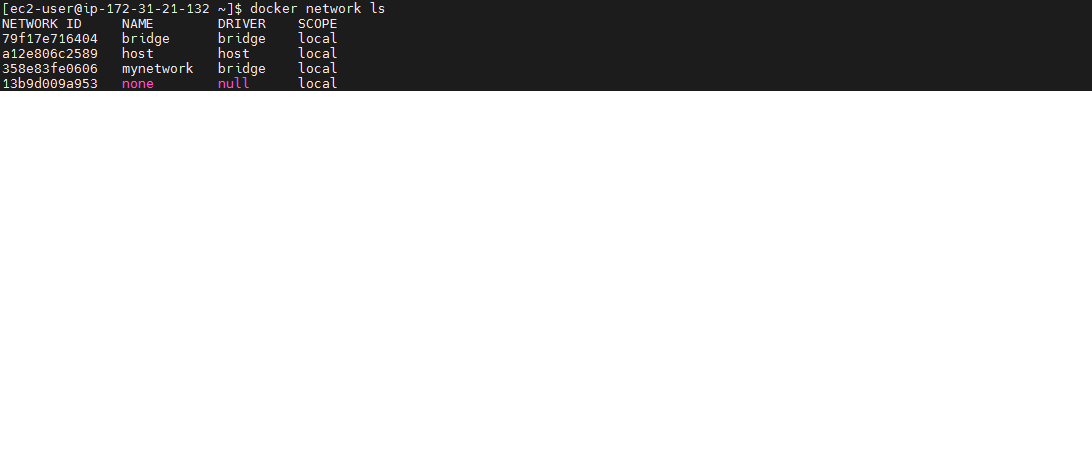 [ec2-user@ip-172-31-21-132 ~]$ docker network ls
NETWORK ID     NAME        DRIVER    SCOPE
79f17e716404   bridge      bridge    local
a12e806c2589   host        host      local
358e83fe0606   mynetwork   bridge    local
13b9d009a953   none        null      local